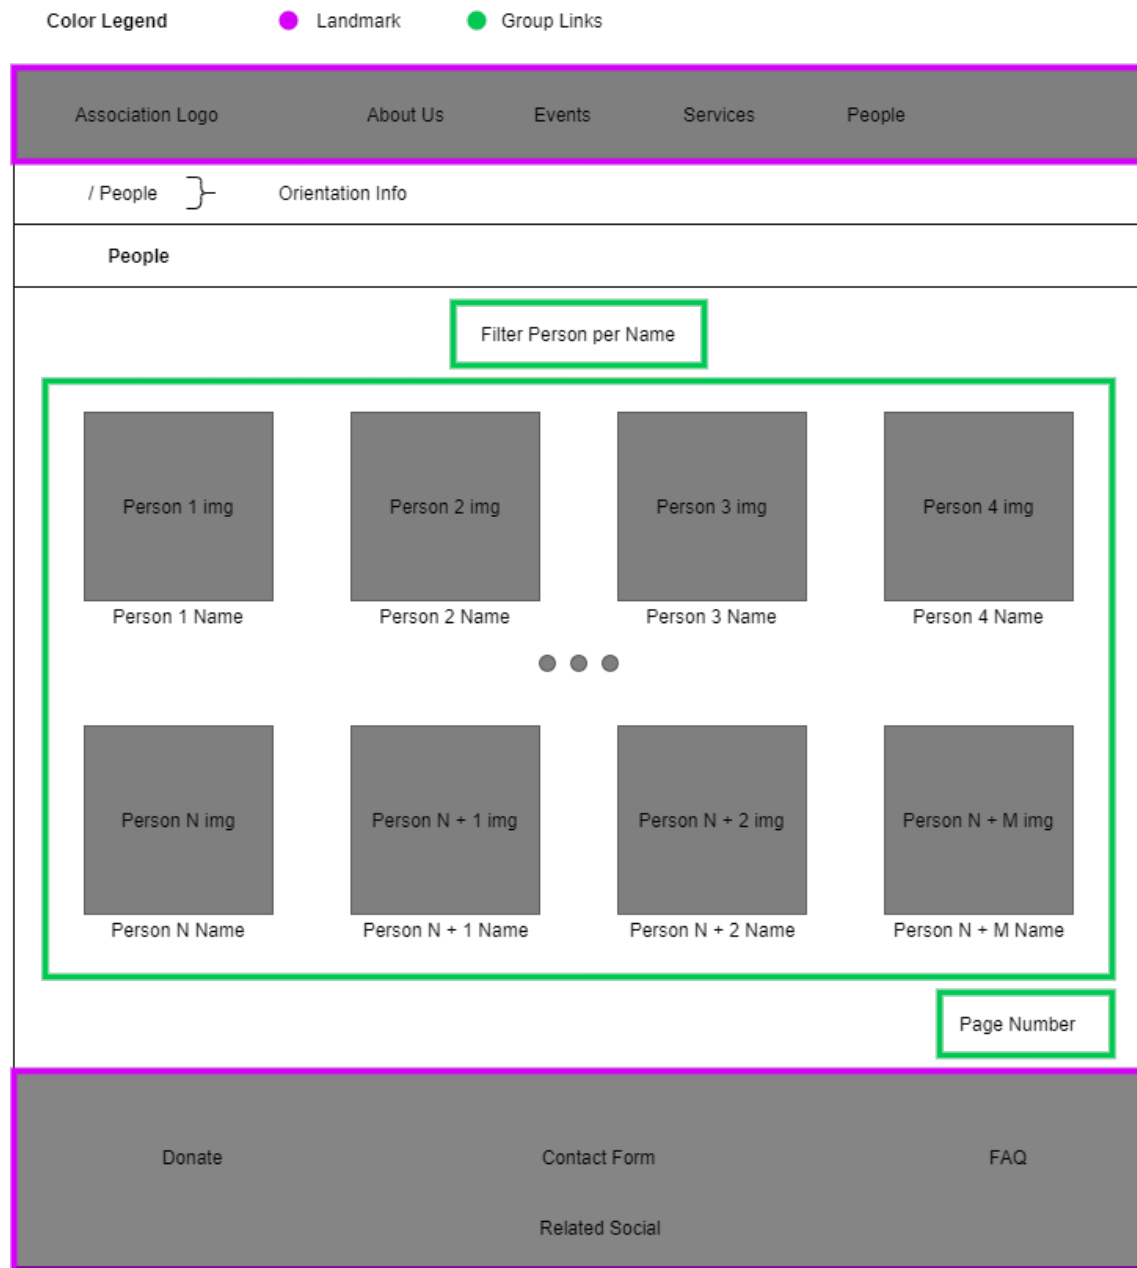 Color Legend Landmark Group Links
Association Logo About Us Events Services People
/ People Orientation Info
People
Filter Person per Name
Person 1 img Person 2 img Person 3 img Person 4 img
Person 1 Name Person 2 Name Person 3 Name Person 4 Name
Person N img Person N + 1 img Person N + 2 img Person N + M img
Person N Name Person N + 1 Name Person N + 2 Name Person N + M Name
Page Number
Donate Contact Form FAQ
Related Social